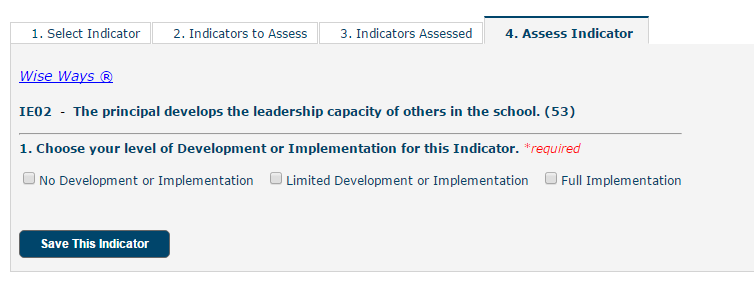 1. Select Indicator 2. Indicators to Assess 3. Indicators Assessed 4. Assess Indicator
Wise Ways ®
IE02 - The principal develops the leadership capacity of others in the school. (53)
1. Choose your level of Development or Implementation for this Indicator. *required
No Development or Implementation Limited Development or Implementation Full Implementation
Save This Indicator